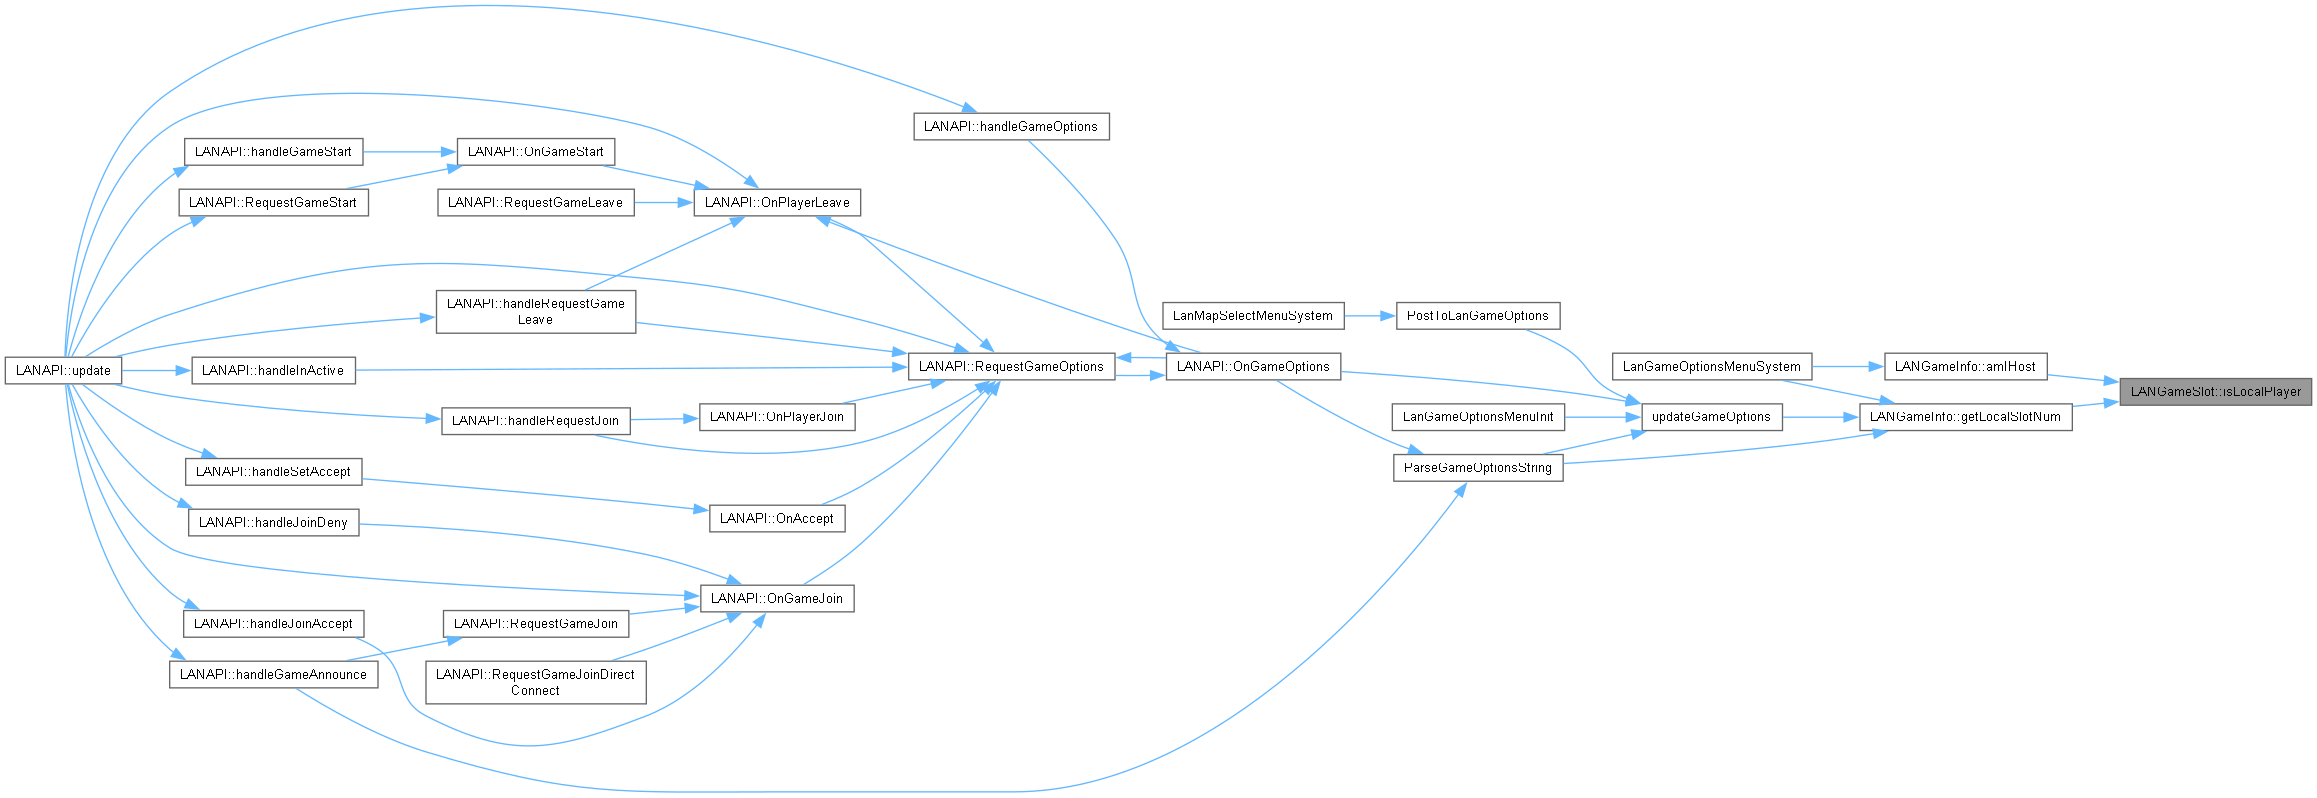 LANAPI::handleGameOptions
LANAPI::handleGameStart
LANAPI::OnGameStart
LANAPI::RequestGameStart
LANAPI::RequestGameLeave
LANAPI::OnPlayerLeave
LANAPI::handleRequestGame
Leave
LanMapSelectMenuSystem
PostToLanGameOptions
LANAPI::update
LANAPI::handleInActive
LANAPI::RequestGameOptions
LANAPI::OnGameOptions
LanGameOptionsMenuSystem
LANGameInfo::amIHost
LANGameSlot::isLocalPlayer
LANAPI::handleRequestJoin
LANAPI::OnPlayerJoin
LanGameOptionsMenuInit
updateGameOptions
LANGameInfo::getLocalSlotNum
LANAPI::handleSetAccept
ParseGameOptionsString
LANAPI::handleJoinDeny
LANAPI::OnAccept
LANAPI::OnGameJoin
LANAPI::handleJoinAccept
LANAPI::RequestGameJoin
LANAPI::handleGameAnnounce
LANAPI::RequestGameJoinDirect
Connect